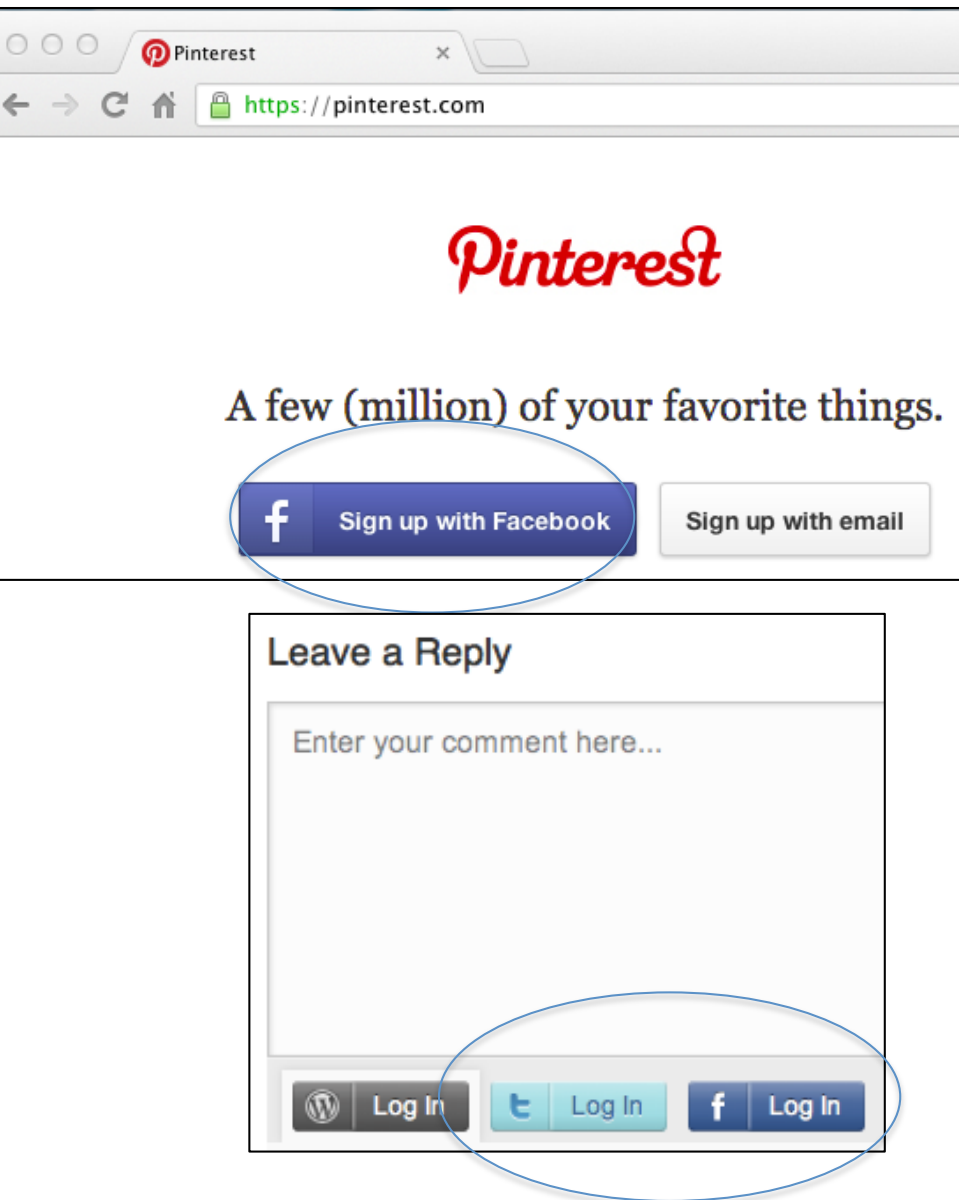 Pinterest
https://pinterest.com
Pinterest
A few (million) of your favorite things.
f Sign up with Facebook Sign up with email
Leave a Reply
Enter your comment here...
Log In Log In f Log In